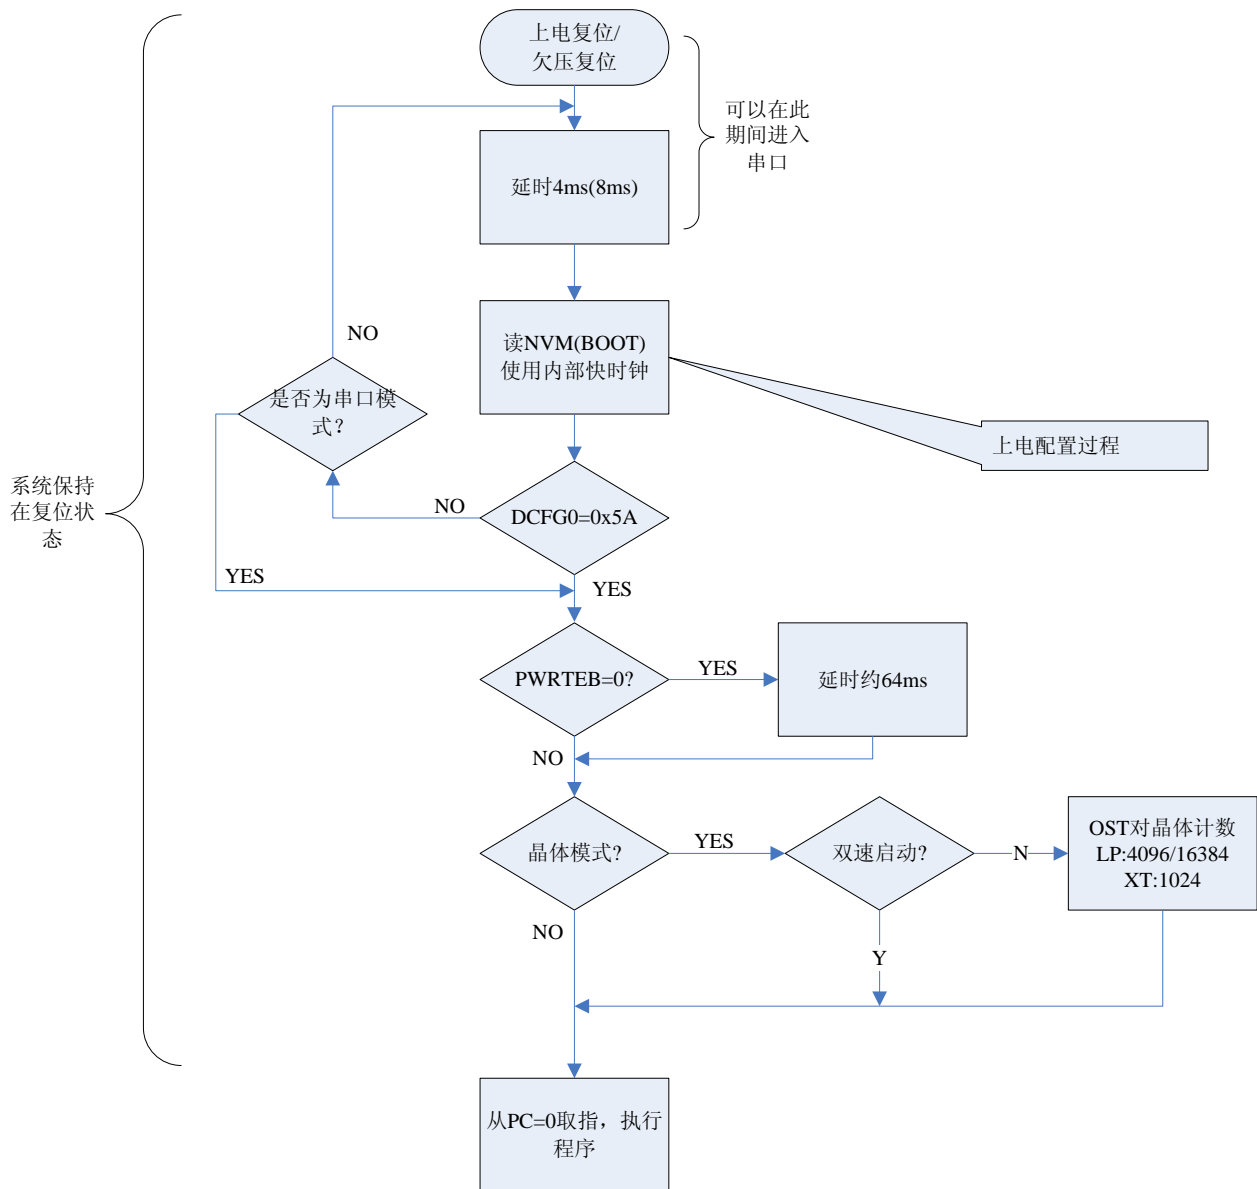 上电复位/
欠压复位
可以在此
期间进入
串口
延时4ms(8ms)
NO
读NVM(BOOT)
使用内部快时钟
是否为串口模
式？
上电配置过程
系统保持
在复位状
态
NO
DCFG0=0x5A
YES
YES
PWRTEB=0?
YES
延时约64ms
NO
晶体模式?
YES
双速启动?
N
OST对晶体计数
LP:4096/16384
XT:1024
NO
Y
从PC=0取指，执行
程序